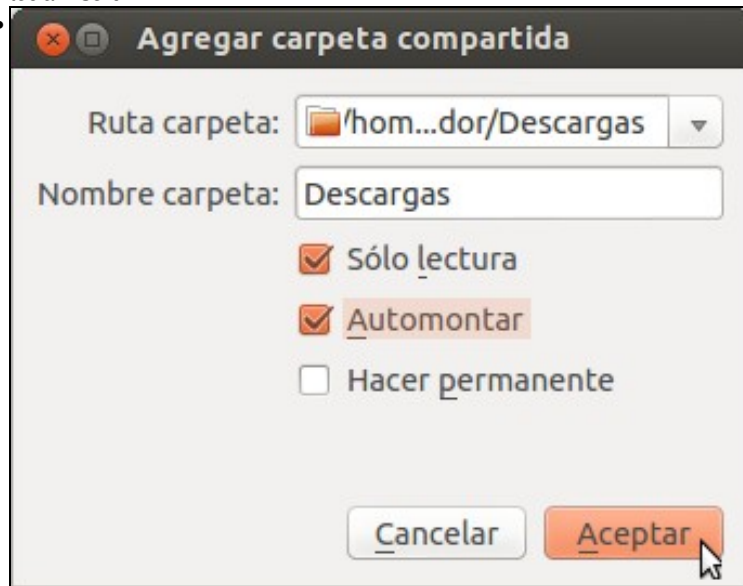 Agregar carpeta compartida
Ruta carpeta: /hom...dor/Descargas
Nombre carpeta: Descargas
Sólo lectura
Automontar
Hacer permanente
Cancelar Aceptar